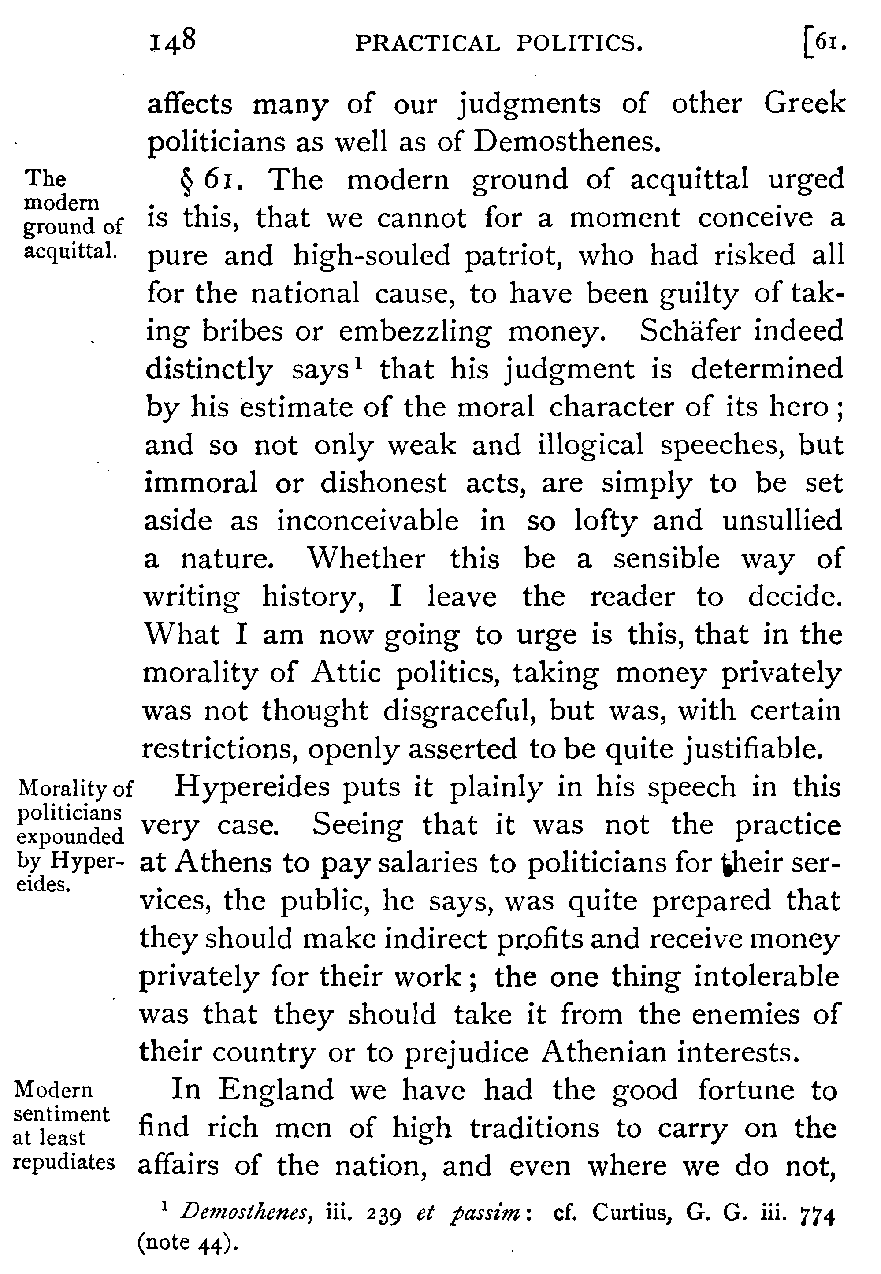 148 PRACTICAL POLITICS. [61.
affects many of our judgments of other Greek
politicians as well as of Demosthenes.
The
modern
ground of
acquittal.
§ 61. The modern ground of acquittal urged
is this, that we cannot for a moment conceive a
pure and high-souled patriot, who had risked all
for the national cause, to have been guilty of tak-
ing bribes or embezzling money. Schäfer indeed
distinctly says¹ that his judgment is determined
by his estimate of the moral character of its hero;
and so not only weak and illogical speeches, but
immoral or dishonest acts, are simply to be set
aside as inconceivable in so lofty and unsullied
a nature. Whether this be a sensible way of
writing history, I leave the reader to decide.
What I am now going to urge is this, that in the
morality of Attic politics, taking money privately
was not thought disgraceful, but was, with certain
restrictions, openly asserted to be quite justifiable.
Morality of
politicians
expounded
by Hyper-
eides.
Hypereides puts it plainly in his speech in this
very case. Seeing that it was not the practice
at Athens to pay salaries to politicians for their ser-
vices, the public, he says, was quite prepared that
they should make indirect profits and receive money
privately for their work; the one thing intolerable
was that they should take it from the enemies of
their country or to prejudice Athenian interests.
Modern
sentiment
at least
repudiates
In England we have had the good fortune to
find rich men of high traditions to carry on the
affairs of the nation, and even where we do not,
¹ Demosthenes, iii. 239 et passim: cf. Curtius, G. G. iii. 774
(note 44).